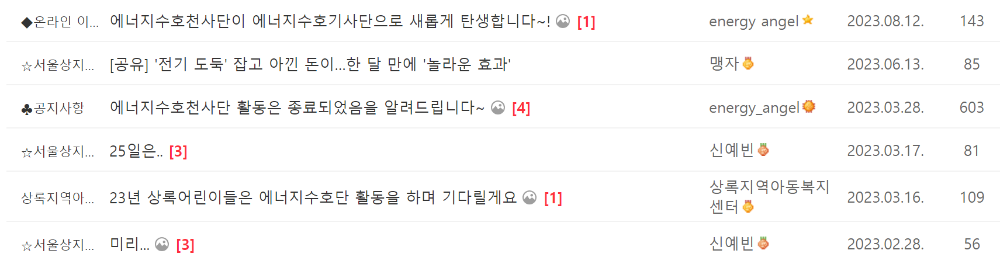 ◆온라인 이... 에너지수호천사단이 에너지수호기사단으로 새롭게 탄생합니다~! [1] energy angel 2023.08.12. 143
☆서울상지... [공유] '전기 도둑' 잡고 아낀 돈이...한 달 만에 '놀라운 효과' 맹자 2023.06.13. 85
♣공지사항 에너지수호천사단 활동은 종료되었음을 알려드립니다~ [4] energy_angel 2023.03.28. 603
☆서울상지... 25일은.. [3] 신예빈 2023.03.17. 81
상록지역아... 23년 상록어린이들은 에너지수호단 활동을 하며 기다릴게요 [1] 상록지역아동복지
센터 2023.03.16. 109
☆서울상지... 미리... [3] 신예빈 2023.02.28. 56